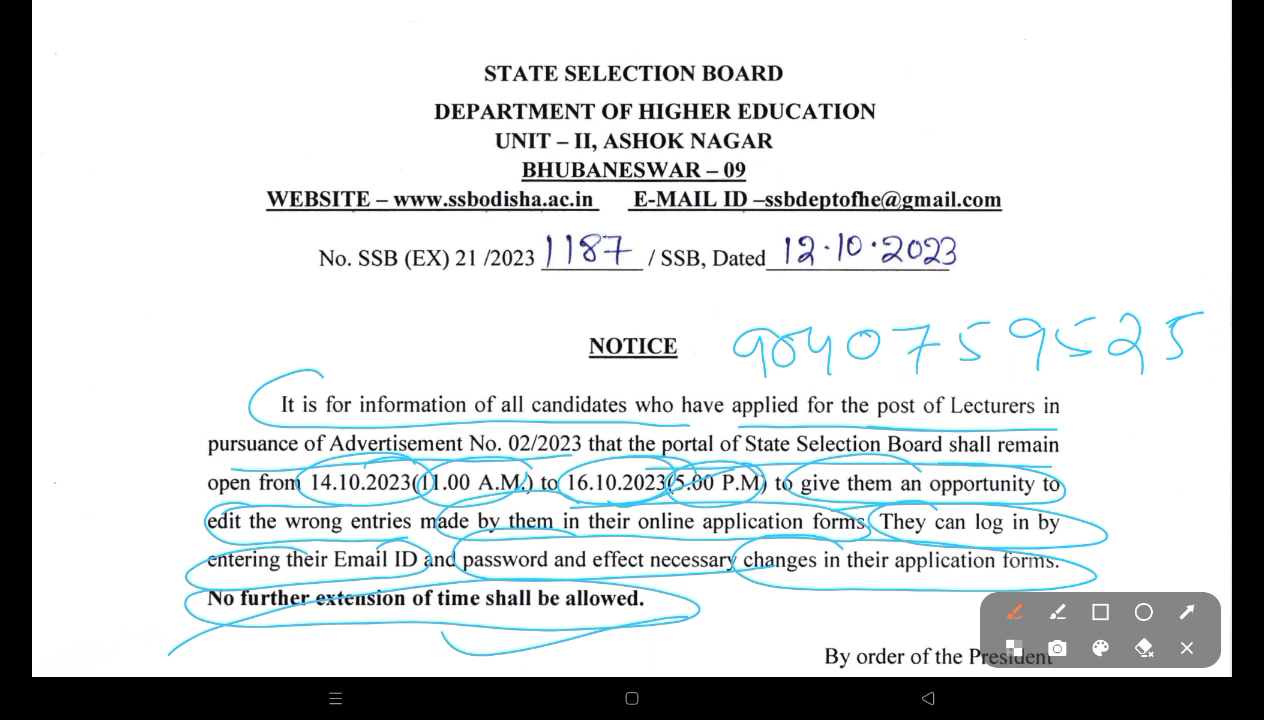 STATE SELECTION BOARD
DEPARTMENT OF HIGHER EDUCATION
UNIT – II, ASHOK NAGAR
BHUBANESWAR – 09
WEBSITE – www.ssbodisha.ac.in E-MAIL ID –ssbdeptofhe@gmail.com
No. SSB (EX) 21 /2023 1187 / SSB, Dated 12.10.2023
NOTICE 9040759525
It is for information of all candidates who have applied for the post of Lecturers in
pursuance of Advertisement No. 02/2023 that the portal of State Selection Board shall remain
open from 14.10.2023(11.00 A.M.) to 16.10.2023(5.00 P.M) to give them an opportunity to
edit the wrong entries made by them in their online application forms. They can log in by
entering their Email ID and password and effect necessary changes in their application forms.
No further extension of time shall be allowed.
By order of the President